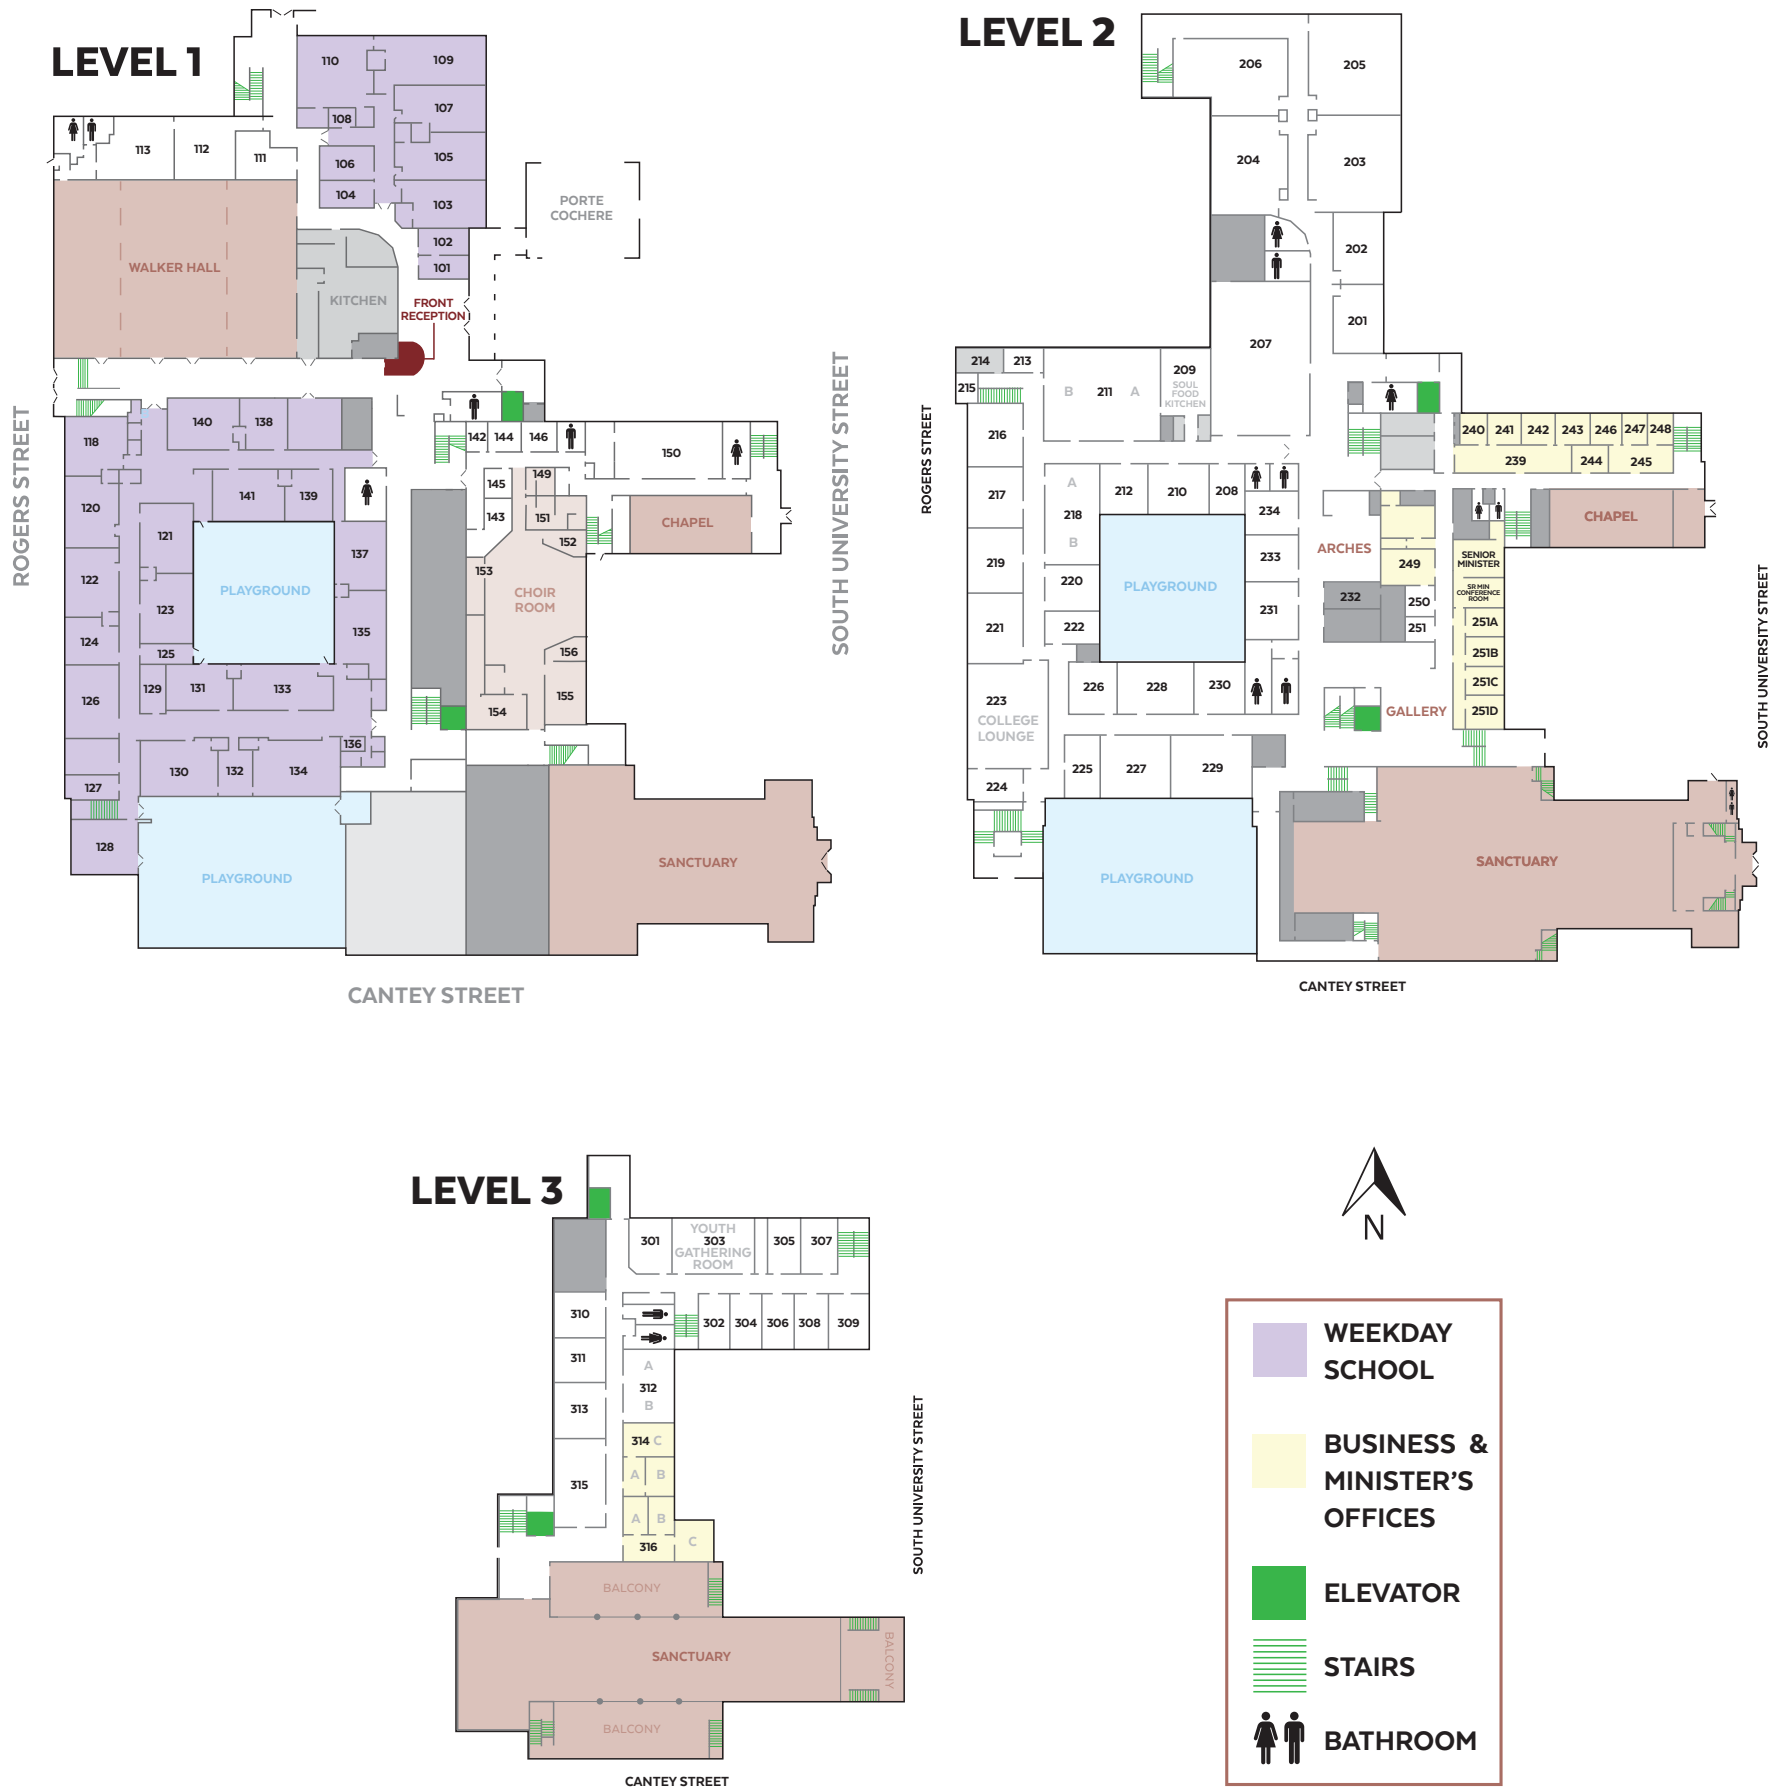 LEVEL 1
110
109
107
108
113
112
111
105
106
104
103
102
101
PORTE
COCHERE
WALKER HALL
KITCHEN
FRONT
RECEPTION
ROGERS STREET
SOUTH UNIVERSITY STREET
140
138
118
142
144
146
150
149
145
141
139
120
143
151
CHAPEL
121
137
152
122
153
PLAYGROUND
CHOIR
ROOM
123
124
135
125
156
129
131
133
126
155
154
136
130
132
134
127
128
PLAYGROUND
SANCTUARY
CANTEY STREET
LEVEL 2
206
205
204
203
202
201
207
214
213
215
B
211
A
209
SOUL
FOOD
KITCHEN
ROGERS STREET
216
240
241
242
243
246
247
248
239
244
245
A
212
210
208
217
218
B
234
CHAPEL
ARCHES
233
SENIOR
MINISTER
249
219
220
PLAYGROUND
SR MIN
CONFERENCE
ROOM
232
250
231
221
222
251
251A
251B
251C
251D
226
228
230
223
COLLEGE
LOUNGE
GALLERY
225
227
229
224
SOUTH UNIVERSITY STREET
SANCTUARY
PLAYGROUND
CANTEY STREET
LEVEL 3
301
YOUTH
303
GATHERING
ROOM
305
307
310
302
304
306
308
309
311
A
312
B
313
314 C
A
B
315
A
B
316
C
SOUTH UNIVERSITY STREET
BALCONY
SANCTUARY
BALCONY
BALCONY
CANTEY STREET
N
WEEKDAY
SCHOOL
BUSINESS &
MINISTER'S
OFFICES
ELEVATOR
STAIRS
BATHROOM